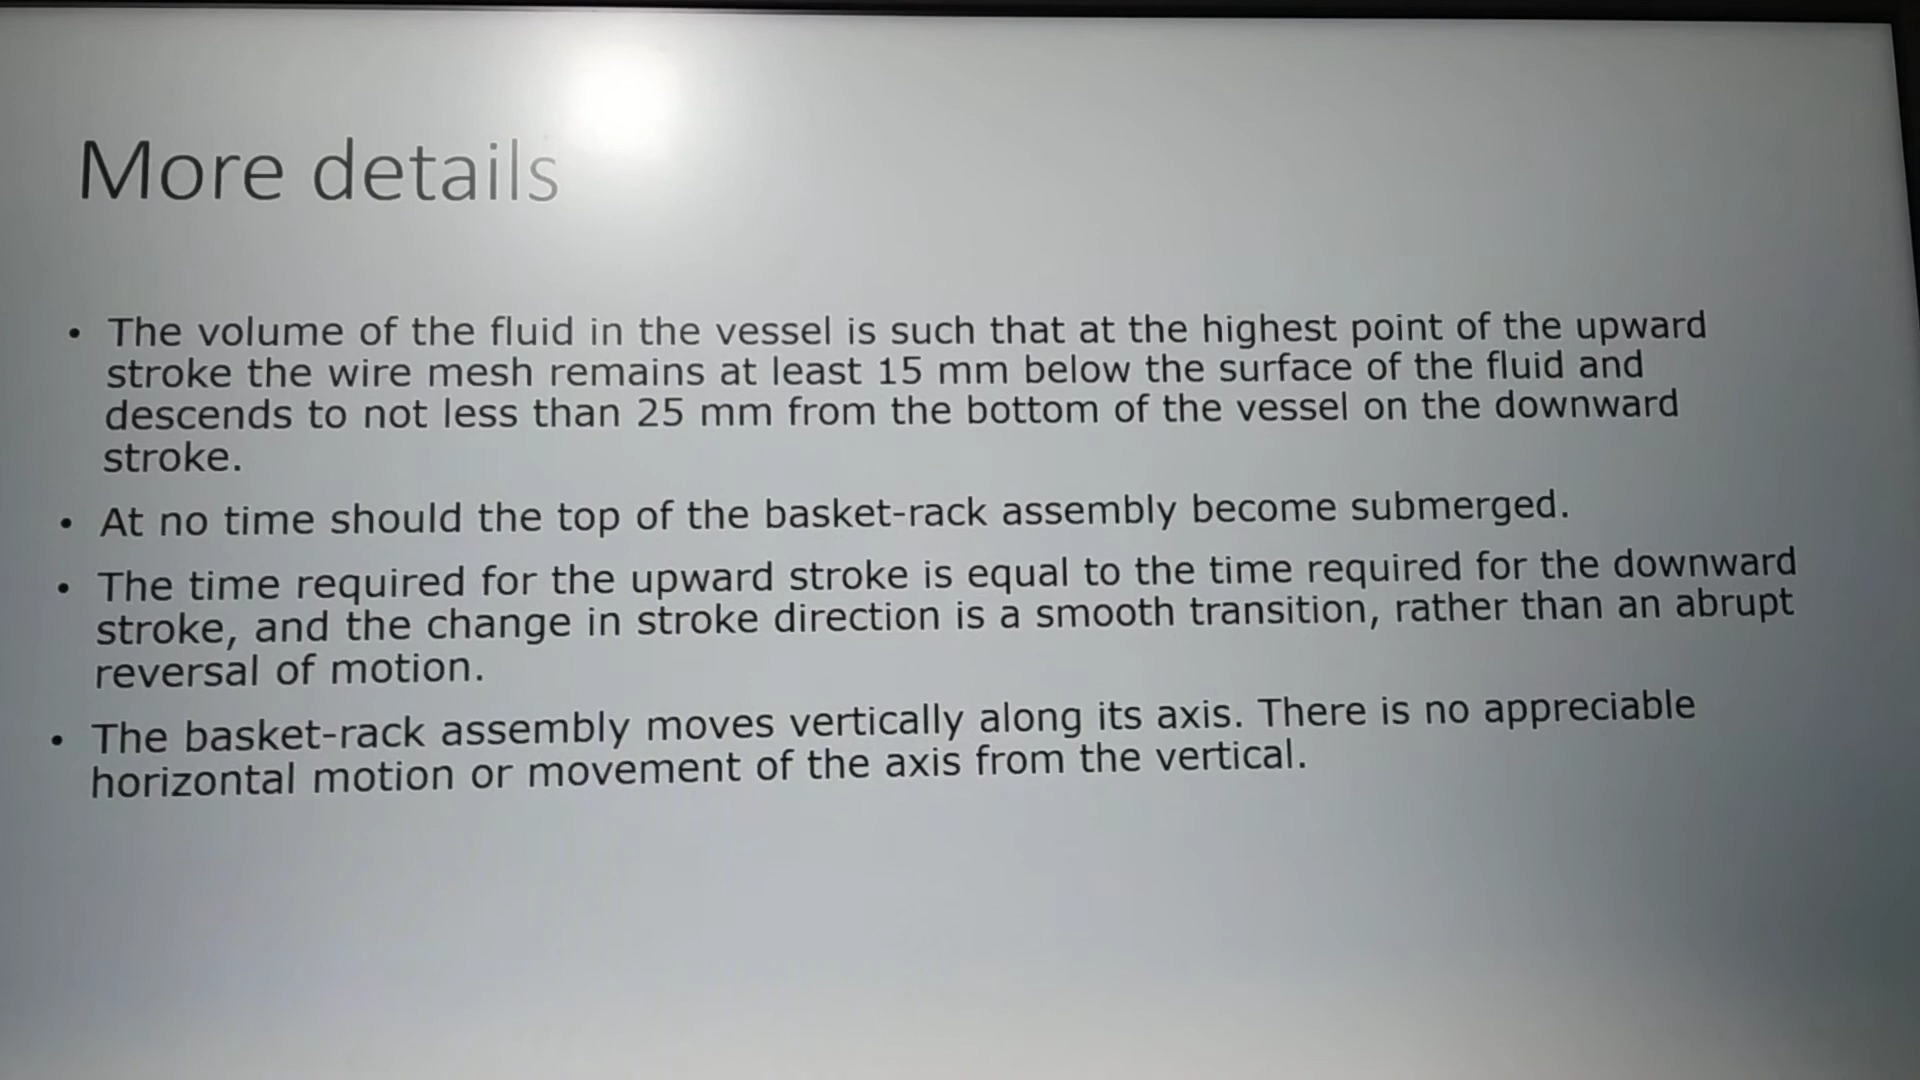 More details
• The volume of the fluid in the vessel is such that at the highest point of the upward
stroke the wire mesh remains at least 15 mm below the surface of the fluid and
descends to not less than 25 mm from the bottom of the vessel on the downward
stroke.
• At no time should the top of the basket-rack assembly become submerged.
• The time required for the upward stroke is equal to the time required for the downward
stroke, and the change in stroke direction is a smooth transition, rather than an abrupt
reversal of motion.
• The basket-rack assembly moves vertically along its axis. There is no appreciable
horizontal motion or movement of the axis from the vertical.